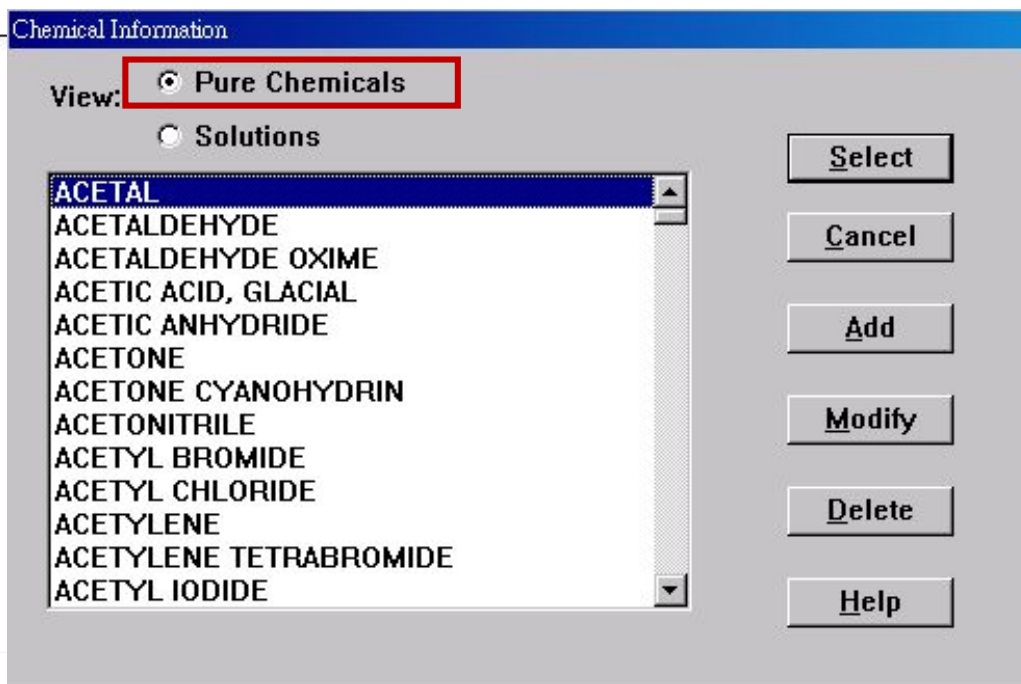 Chemical Information
View:
Pure Chemicals
Solutions
ACETAL
ACETALDEHYDE
ACETALDEHYDE OXIME
ACETIC ACID, GLACIAL
ACETIC ANHYDRIDE
ACETONE
ACETONE CYANOHYDRIN
ACETONITRILE
ACETYL BROMIDE
ACETYL CHLORIDE
ACETYLENE
ACETYLENE TETRABROMIDE
ACETYL IODIDE
Select
Cancel
Add
Modify
Delete
Help